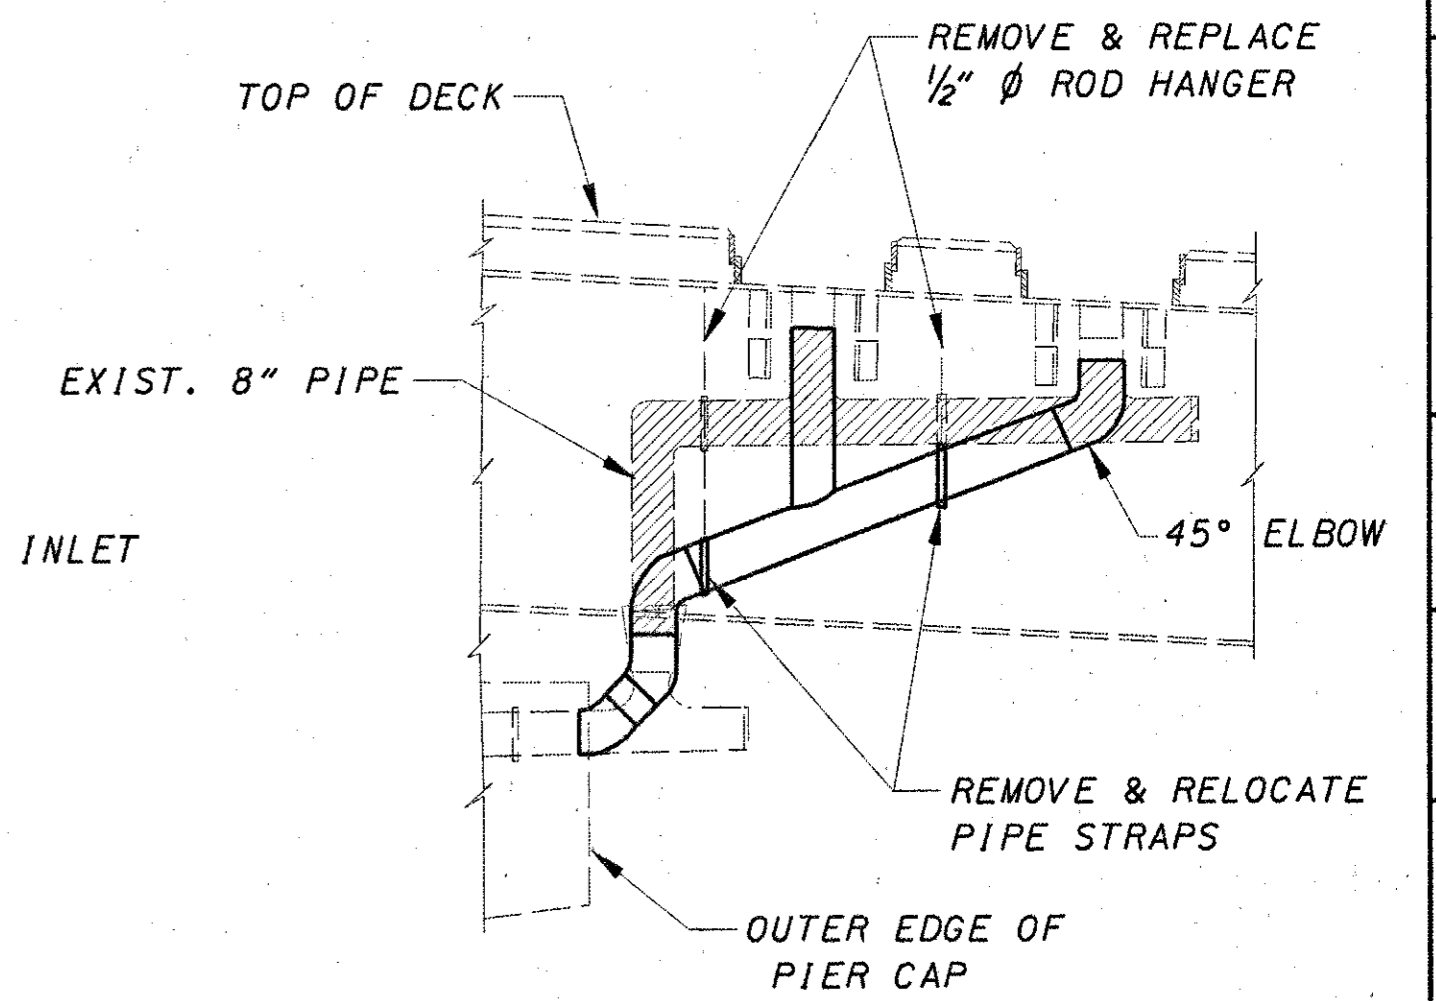 REMOVE & REPLACE
½" Ø ROD HANGER
TOP OF DECK
EXIST. 8" PIPE
INLET
45° ELBOW
REMOVE & RELOCATE
PIPE STRAPS
OUTER EDGE OF
PIER CAP